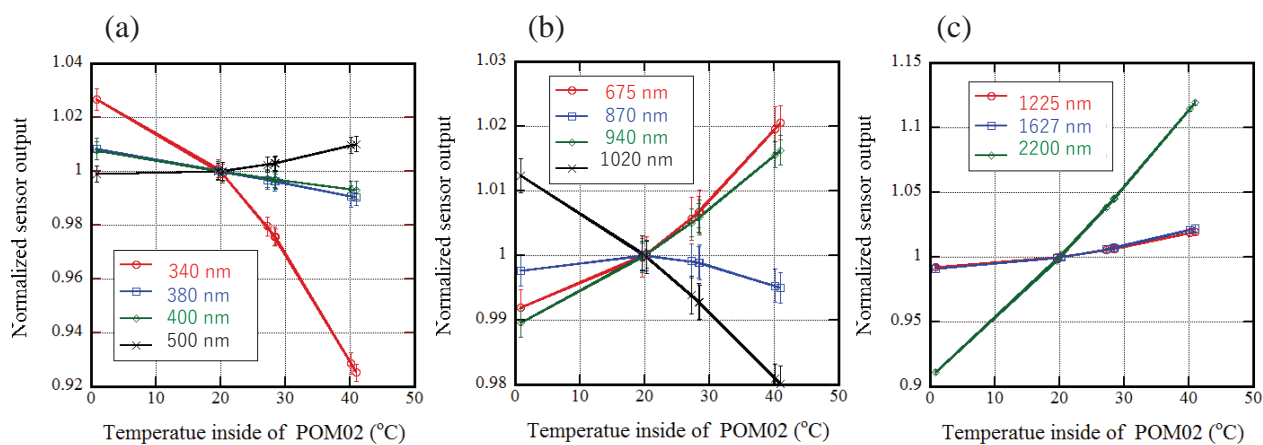 (a)
Normalized sensor output
1.04
1.02
1
0.98
0.96
0.94
0.92
340 nm
380 nm
400 nm
500 nm
0
10
20
30
40
50
Temperatue inside of POM02 (°C)
(b)
Normalized sensor output
1.03
1.02
1.01
1
0.99
0.98
675 nm
870 nm
940 nm
1020 nm
0
10
20
30
40
50
Temperatue inside of POM02 (°C)
(c)
Normalized sensor output
1.15
1.1
1.05
1
0.95
0.9
1225 nm
1627 nm
2200 nm
0
10
20
30
40
50
Temperatue inside of POM02 (°C)